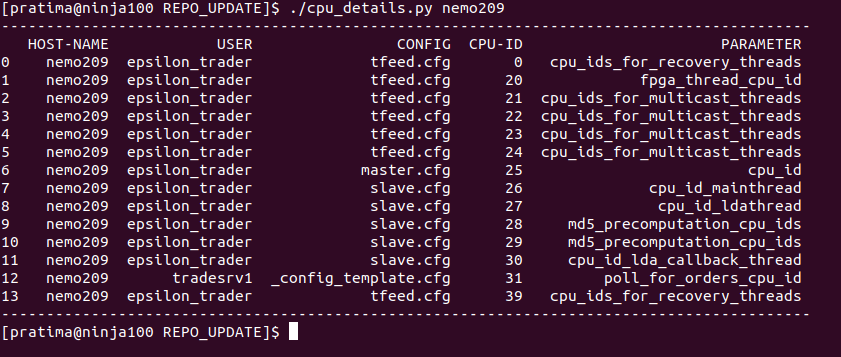 [pratima@ninja100 REPO_UPDATE]$ ./cpu_details.py nemo209
------------------------------------------------------------------------------------------
HOST-NAME USER CONFIG CPU-ID PARAMETER
0 nemo209 epsilon_trader tfeed.cfg 0 cpu_ids_for_recovery_threads
1 nemo209 epsilon_trader tfeed.cfg 20 fpga_thread_cpu_id
2 nemo209 epsilon_trader tfeed.cfg 21 cpu_ids_for_multicast_threads
3 nemo209 epsilon_trader tfeed.cfg 22 cpu_ids_for_multicast_threads
4 nemo209 epsilon_trader tfeed.cfg 23 cpu_ids_for_multicast_threads
5 nemo209 epsilon_trader tfeed.cfg 24 cpu_ids_for_multicast_threads
6 nemo209 epsilon_trader master.cfg 25 cpu_id
7 nemo209 epsilon_trader slave.cfg 26 cpu_id_mainthread
8 nemo209 epsilon_trader slave.cfg 27 cpu_id_ldathread
9 nemo209 epsilon_trader slave.cfg 28 md5_precomputation_cpu_ids
10 nemo209 epsilon_trader slave.cfg 29 md5_precomputation_cpu_ids
11 nemo209 epsilon_trader slave.cfg 30 cpu_id_lda_callback_thread
12 nemo209 tradesrv1 _config_template.cfg 31 poll_for_orders_cpu_id
13 nemo209 epsilon_trader tfeed.cfg 39 cpu_ids_for_recovery_threads
------------------------------------------------------------------------------------------
[pratima@ninja100 REPO_UPDATE]$